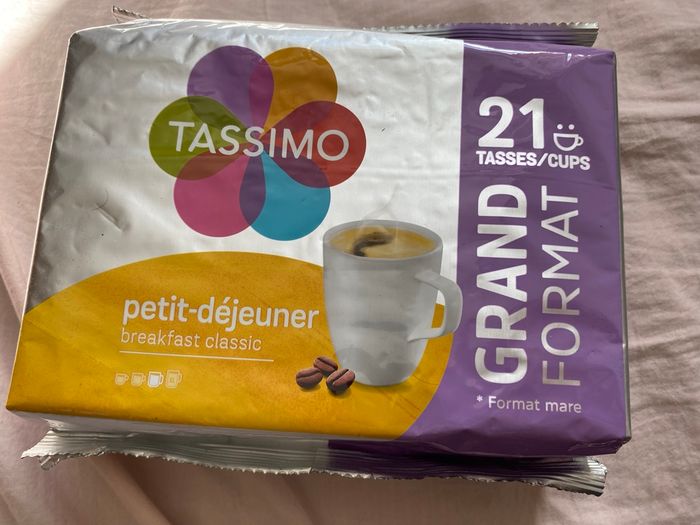 TASSIMO
petit-déjeuner
breakfast classic
21
TASSES/CUPS
GRAND
FORMAT
* Format mare